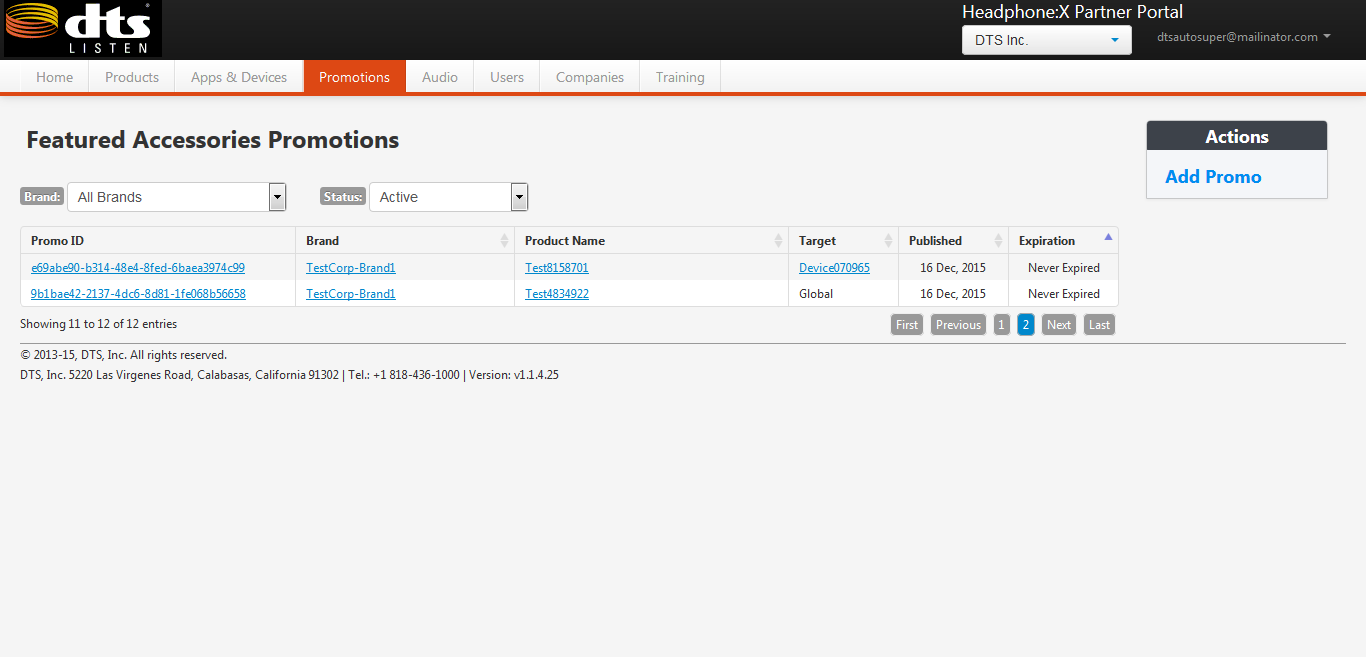 dts
LISTEN
Headphone:X Partner Portal
DTS Inc.
dtsautosuper@mailinator.com
Home Products Apps & Devices Promotions Audio Users Companies Training
Featured Accessories Promotions
Actions
Add Promo
Brand: All Brands Status: Active
Promo ID Brand Product Name Target Published Expiration
e69abe90-b314-48e4-8fed-6baea3974c99 TestCorp-Brand1 Test8158701 Device070965 16 Dec, 2015 Never Expired
9b1bae42-2137-4dc6-8d81-1fe068b56658 TestCorp-Brand1 Test4834922 Global 16 Dec, 2015 Never Expired
Showing 11 to 12 of 12 entries First Previous 1 2 Next Last
© 2013-15, DTS, Inc. All rights reserved.
DTS, Inc. 5220 Las Virgenes Road, Calabasas, California 91302 | Tel.: +1 818-436-1000 | Version: v1.1.4.25